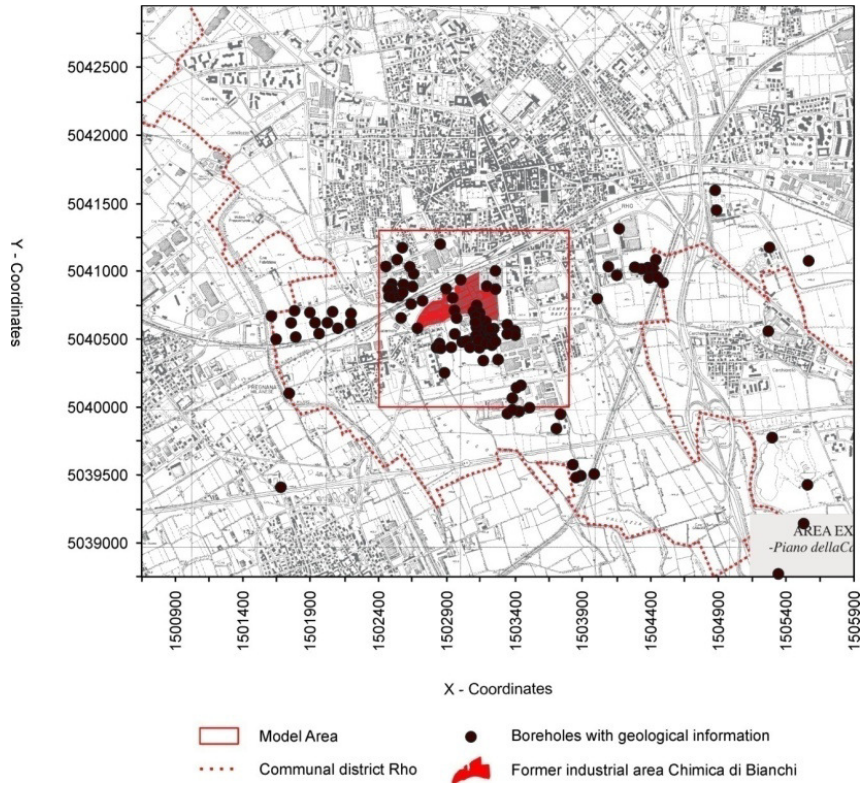 5042500
5042000
5041500
5041000
5040500
5040000
5039500
5039000
Y - Coordinates
RHO
AREA EX
-Piano dellaCa
1500900
1501400
1501900
1502400
1502900
1503400
1503900
1504400
1504900
1505400
1505900
X - Coordinates
Model Area
Boreholes with geological information
Communal district Rho
Former industrial area Chimica di Bianchi